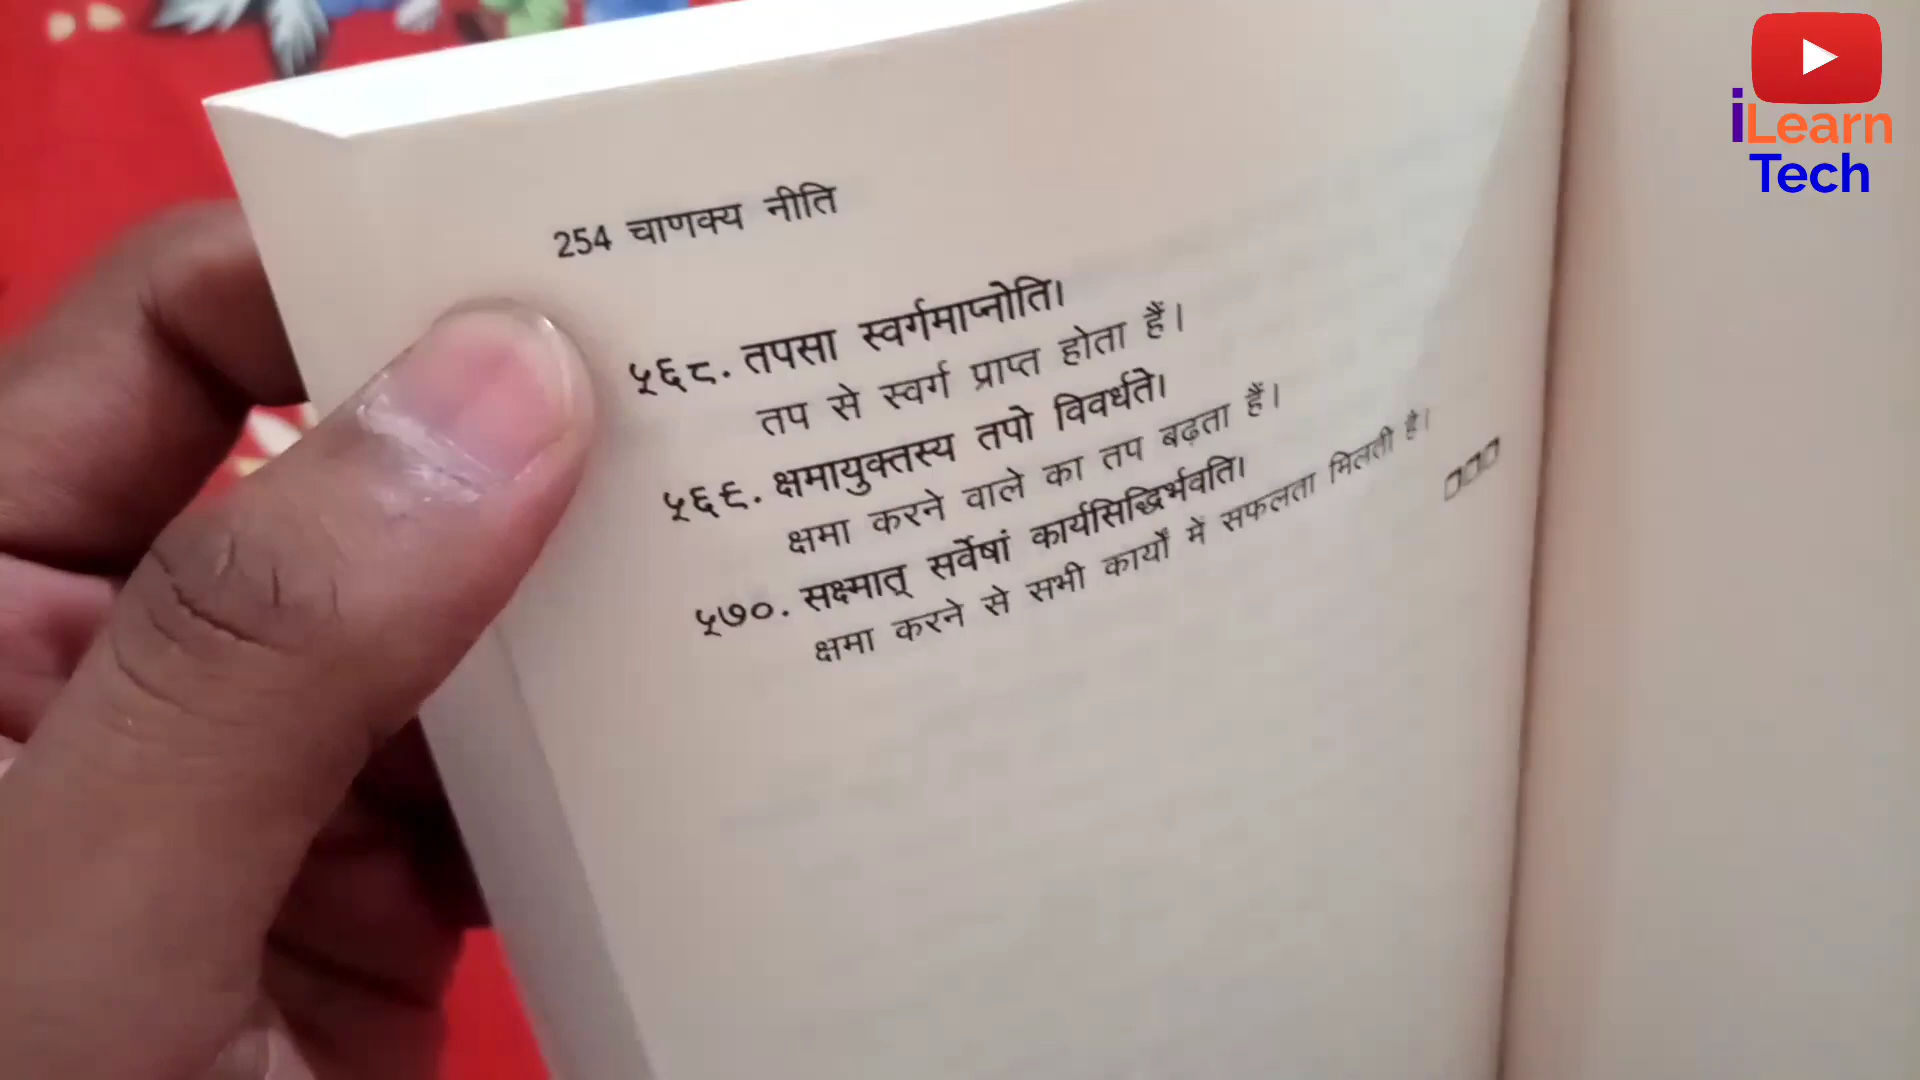 254 चाणक्य नीति
५६८. तपसा स्वर्गमाप्नोति।
तप से स्वर्ग प्राप्त होता हैं।
५६९. क्षमायुक्तस्य तपो विवर्धते।
क्षमा करने वाले का तप बढ़ता हैं।
५७०. सक्ष्मात् सर्वेषां कार्यसिद्धिर्भवति।
क्षमा करने से सभी कार्यों में सफलता मिलती है।
iLearn
Tech